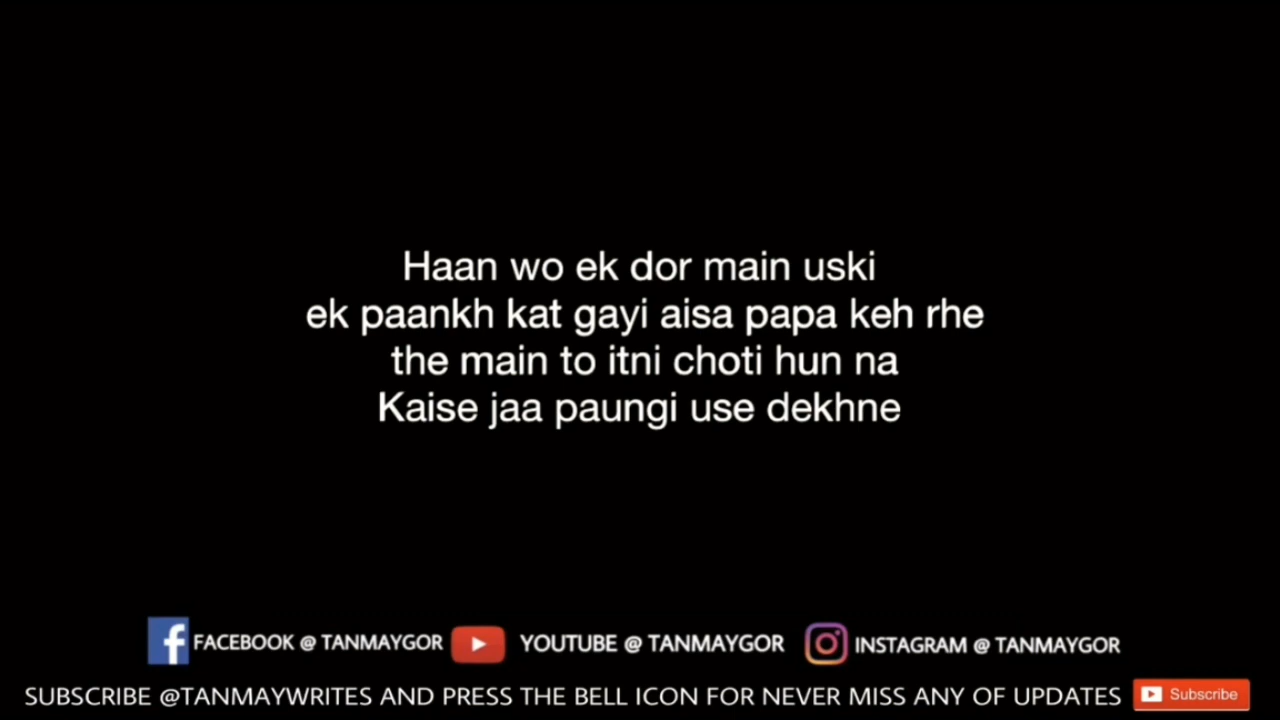 Haan wo ek dor main uski
ek paankh kat gayi aisa papa keh rhe
the main to itni choti hun na
Kaise jaa paungi use dekhne
FACEBOOK @ TANMAYGOR YOUTUBE @ TANMAYGOR INSTAGRAM @ TANMAYGOR
SUBSCRIBE @TANMAYWRITES AND PRESS THE BELL ICON FOR NEVER MISS ANY OF UPDATES Subscribe